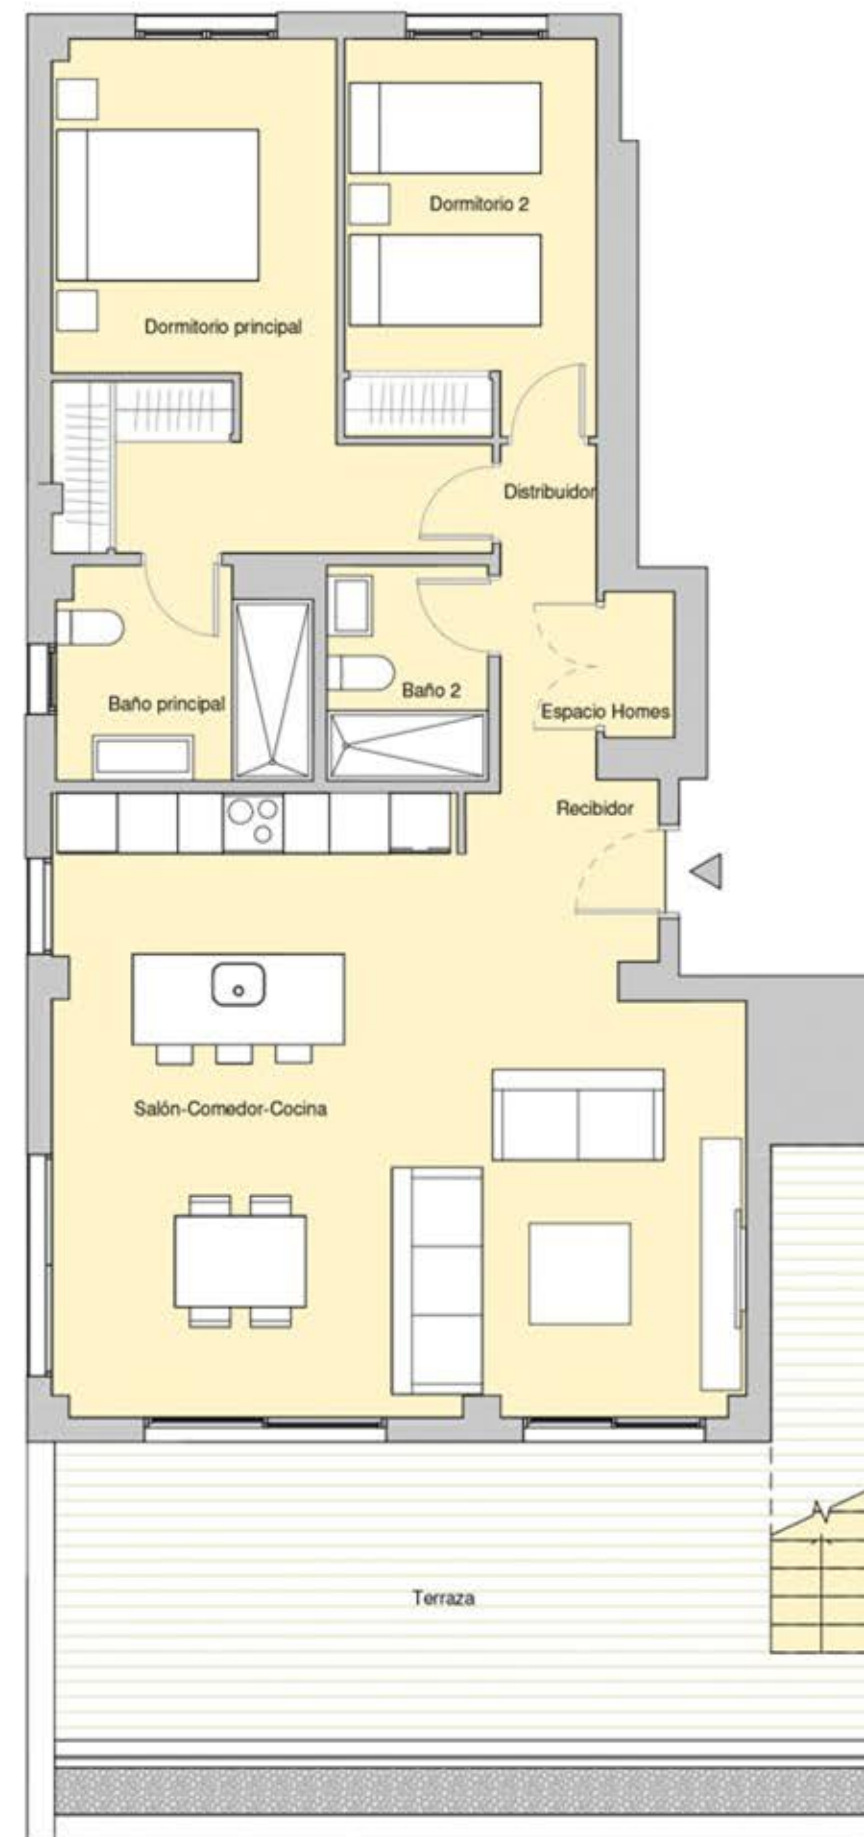 Dormitorio 2
Dormitorio principal
Distribuidor
Baño 2
Baño principal
Espacio Homes
Recibidor
Salón-Comedor-Cocina
Terraza